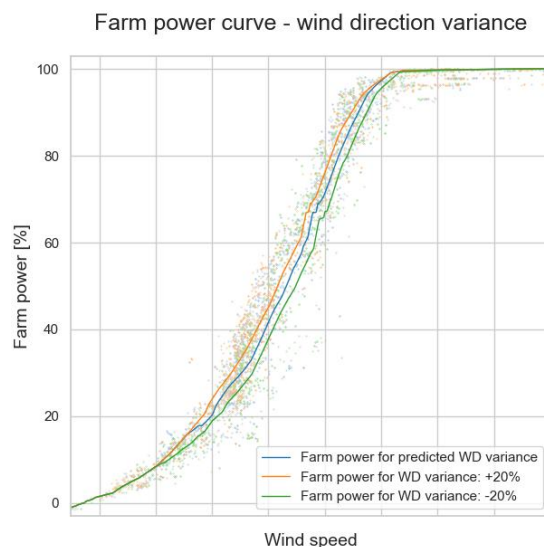 Farm power curve - wind direction variance
Farm power [%]
100
80
60
40
20
0
Farm power for predicted WD variance
Farm power for WD variance: +20%
Farm power for WD variance: -20%
Wind speed